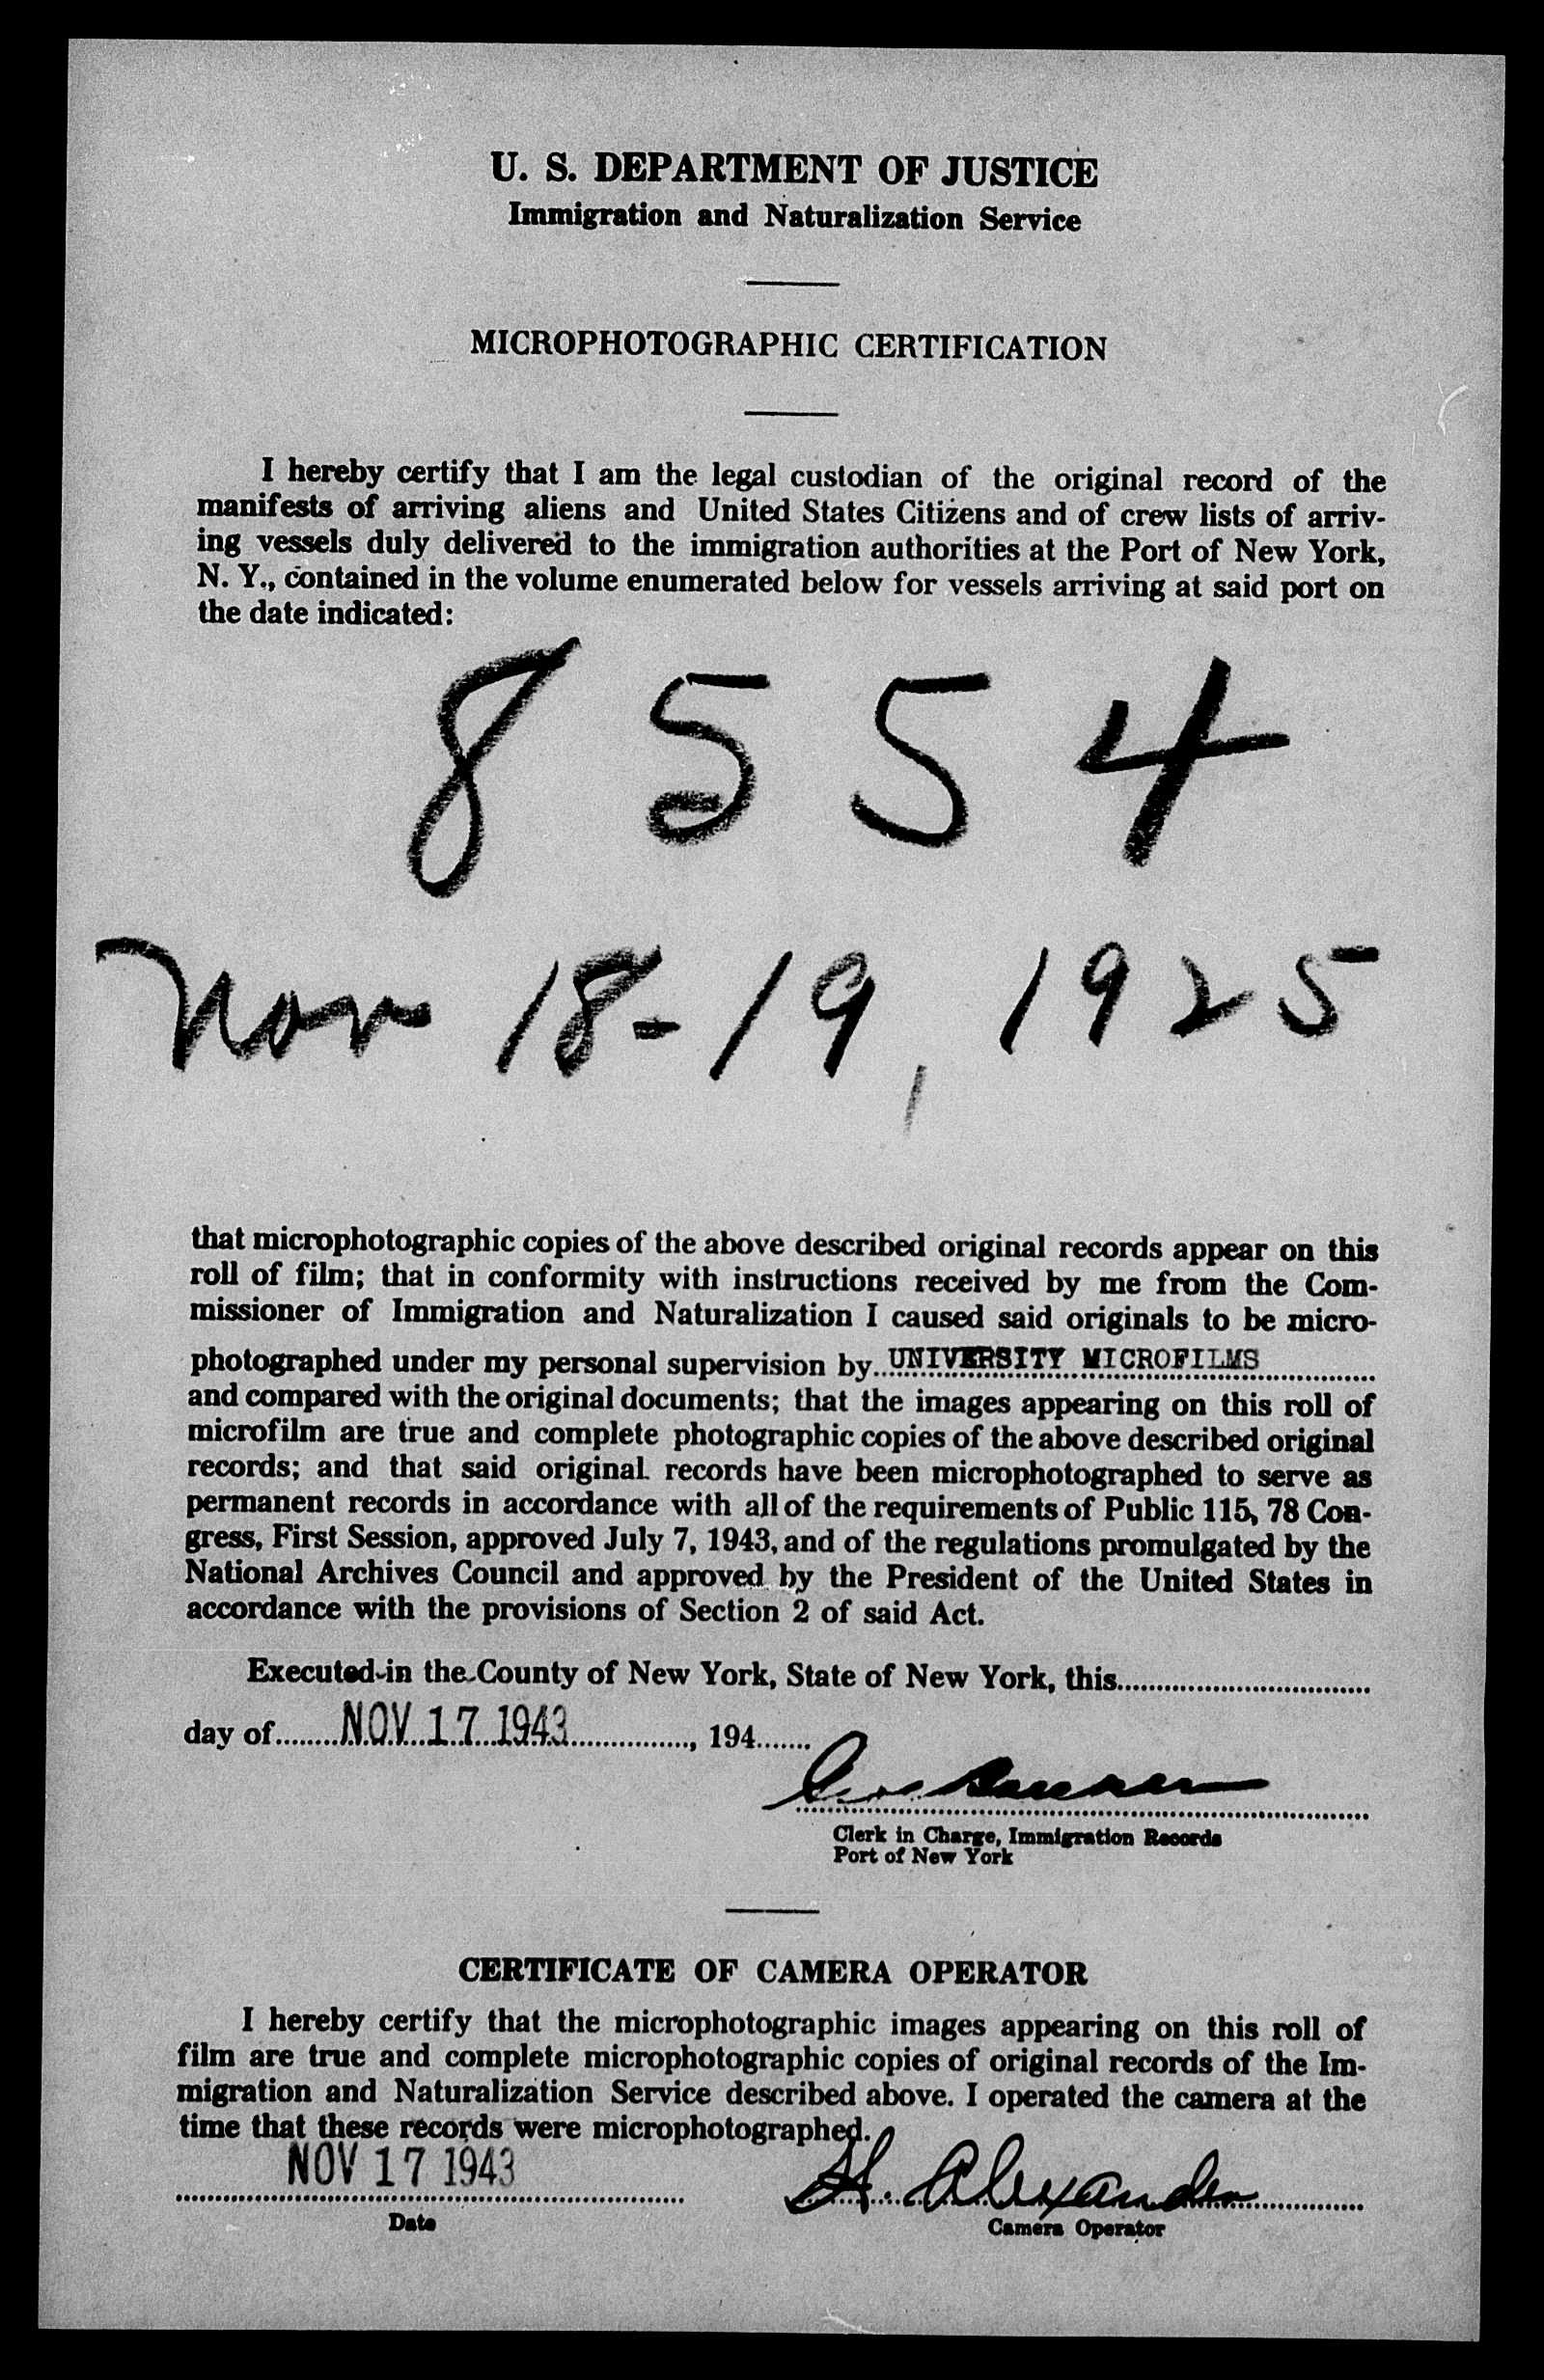 U. S. DEPARTMENT OF JUSTICE
Immigration and Naturalization Service
MICROPHOTOGRAPHIC CERTIFICATION
I hereby certify that I am the legal custodian of the original record of the
manifests of arriving aliens and United States Citizens and of crew lists of arriv-
ing vessels duly delivered to the immigration authorities at the Port of New York,
N. Y., contained in the volume enumerated below for vessels arriving at said port on
the date indicated:
8554
Nov 18-19, 1925
that microphotographic copies of the above described original records appear on this
roll of film; that in conformity with instructions received by me from the Com-
missioner of Immigration and Naturalization I caused said originals to be micro-
photographed under my personal supervision by UNIVERSITY MICROFILMS
and compared with the original documents; that the images appearing on this roll of
microfilm are true and complete photographic copies of the above described original
records; and that said original records have been microphotographed to serve as
permanent records in accordance with all of the requirements of Public 115, 78 Con-
gress, First Session, approved July 7, 1943, and of the regulations promulgated by the
National Archives Council and approved by the President of the United States in
accordance with the provisions of Section 2 of said Act.
Executed in the County of New York, State of New York, this
day of NOV 17 1943, 194
Clerk in Charge, Immigration Records
Port of New York
CERTIFICATE OF CAMERA OPERATOR
I hereby certify that the microphotographic images appearing on this roll of
film are true and complete microphotographic copies of original records of the Im-
migration and Naturalization Service described above. I operated the camera at the
time that these records were microphotographed.
NOV 17 1943 H. Alexander
Date Camera Operator